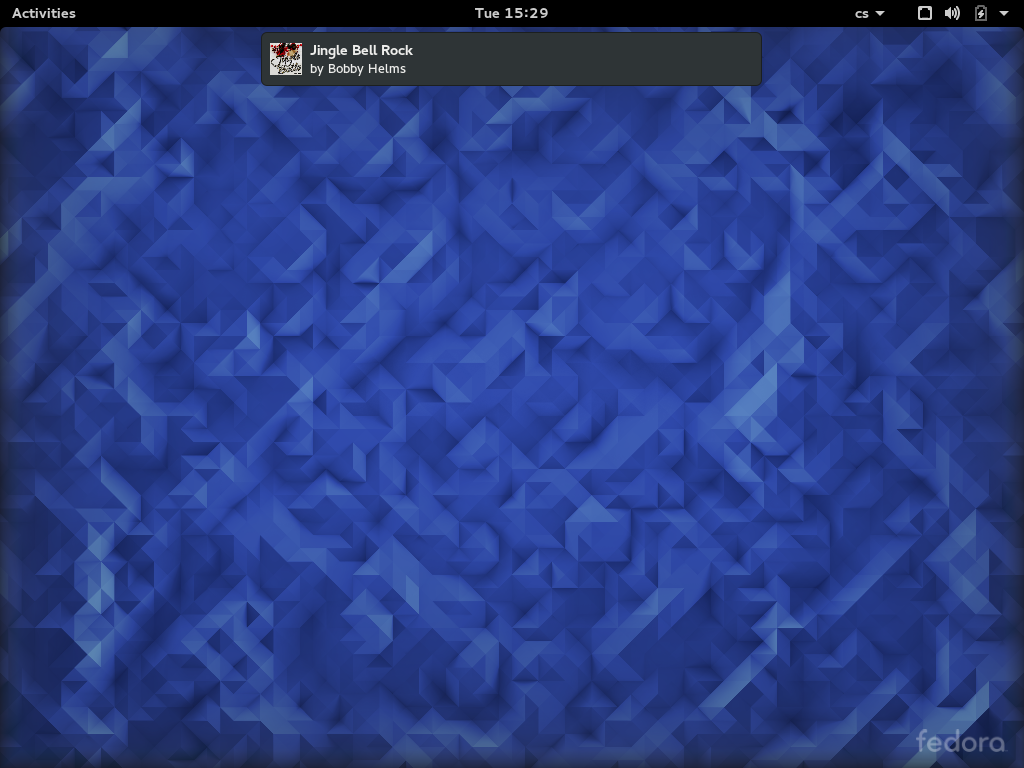 Activities
Tue 15:29
cs
Jingle Bell Rock
by Bobby Helms
fedora